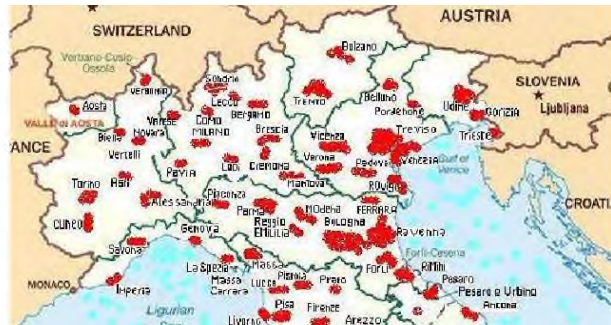 SWITZERLAND
AUSTRIA
Verbano-Cusio-
Ossola
Bolzano
Sondrio
VERBANIA
SLOVENIA
Aosta
Lecco
TRENTO
Belluno
Udine
GORIZIA
Ljubljana
VALLE D'AOSTA
Varese
COMO
BERGAMO
Pordenone
Biella
Novara
MILANO
Brescia
Vicenza
TREVISO
Trieste
ANCE
Vercelli
Verona
Padova
VENEZIA
Gulf of
Venice
PAVIA
Lodi
CREMONA
Mantova
ROVIGO
Torino
Asti
Alessandria
Piacenza
FERRARA
CROATI
CUNEO
Parma
Reggio
EMILIA
Modena
Bologna
Ravenna
Savona
Genova
Forlì-Cesena
La Spezia
Massa
FORLI
Rimini
MONACO
Imperia
Massa
Carrara
Lucca
Pistoia
Prato
Pesaro
Pesaro e Urbino
Ligurian
Pisa
Firenze
Ancona
Livorno
Arezzo